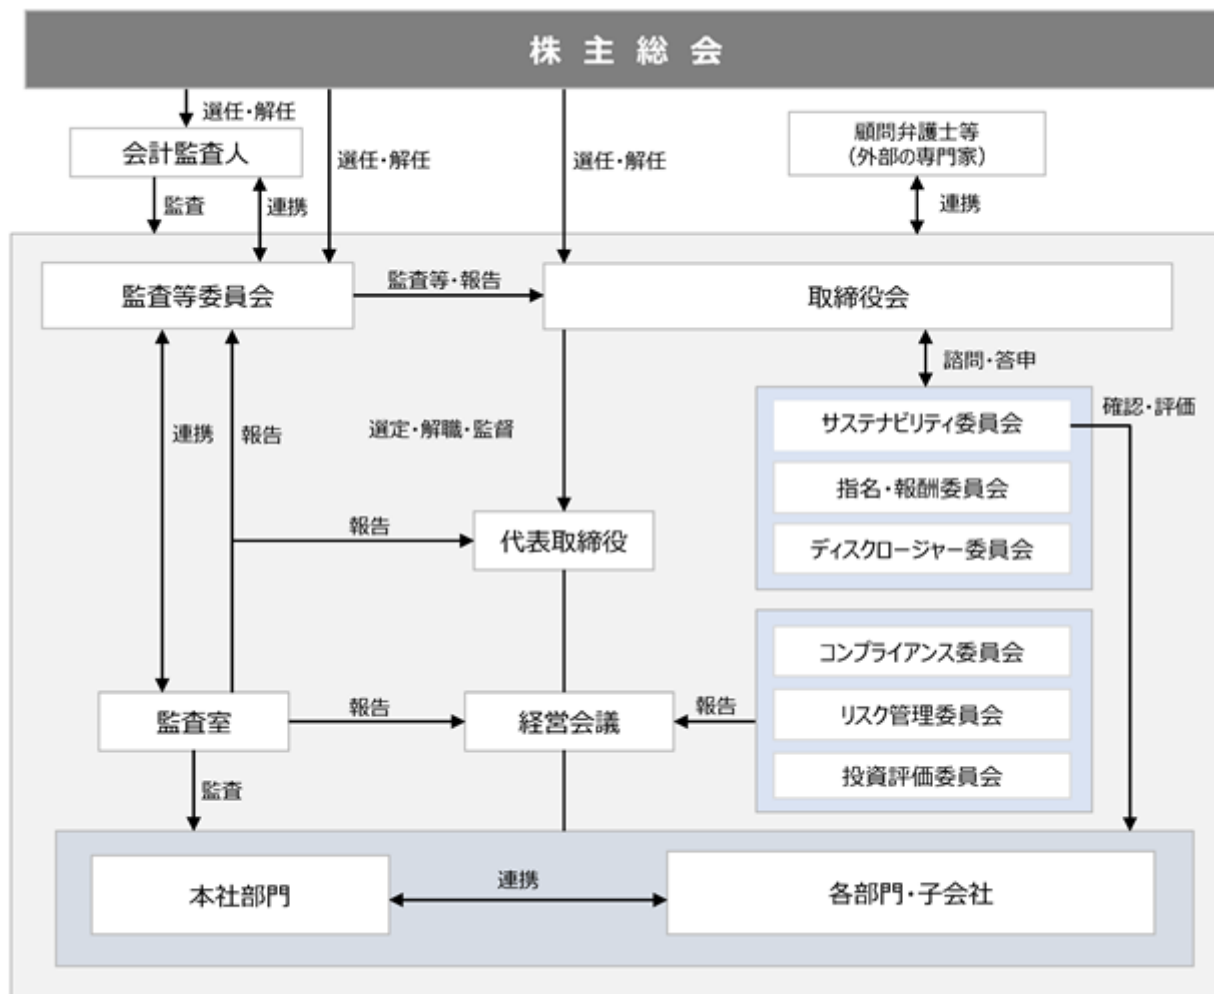 株主総会
選任・解任
会計監査人
選任・解任
選任・解任
顧問弁護士等
（外部の専門家）
監査
連携
連携
監査等委員会
監査等・報告
取締役会
諮問・答申
連携
報告
選定・解職・監督
サステナビリティ委員会
確認・評価
指名・報酬委員会
報告
代表取締役
ディスクロージャー委員会
コンプライアンス委員会
監査室
報告
経営会議
報告
リスク管理委員会
投資評価委員会
監査
本社部門
連携
各部門・子会社